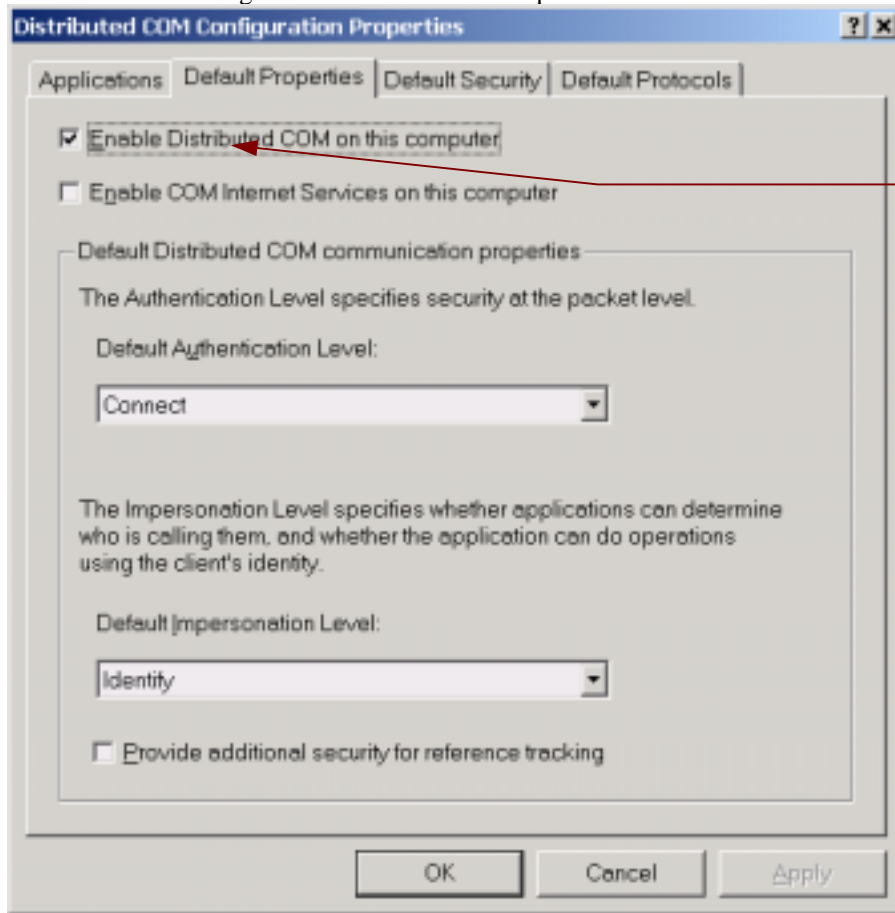 Distributed COM Configuration Properties
Applications Default Properties Default Security Default Protocols
Enable Distributed COM on this computer
Enable COM Internet Services on this computer
Default Distributed COM communication properties
The Authentication Level specifies security at the packet level.
Default Authentication Level:
Connect
The Impersonation Level specifies whether applications can determine
who is calling them, and whether the application can do operations
using the client's identity.
Default Impersonation Level:
Identify
Provide additional security for reference tracking
OK Cancel Apply